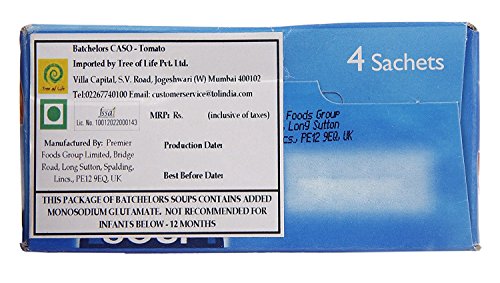 Batchelors CASO - Tomato
Imported by Tree of Life Pvt. Ltd.
Villa Capital, S.V. Road, Jogeshwari (W) Mumbai 400102
Tel:02267740100 Email: customerservice@tolindia.com
Tree of Life
fssai
Lic. No. 10012022000143
MRP: Rs. (inclusive of taxes)
Manufactured By: Premier
Foods Group Limited, Bridge
Road, Long Sutton, Spalding,
Lincs., PE12 9EQ, UK
Production Date:
Best Before Date:
THIS PACKAGE OF BATCHELORS SOUPS CONTAINS ADDED
MONOSODIUM GLUTAMATE. NOT RECOMMENDED FOR
INFANTS BELOW - 12 MONTHS
4 Sachets
Foods Group
, Long Sutton
cs., PE12 9EQ, UK